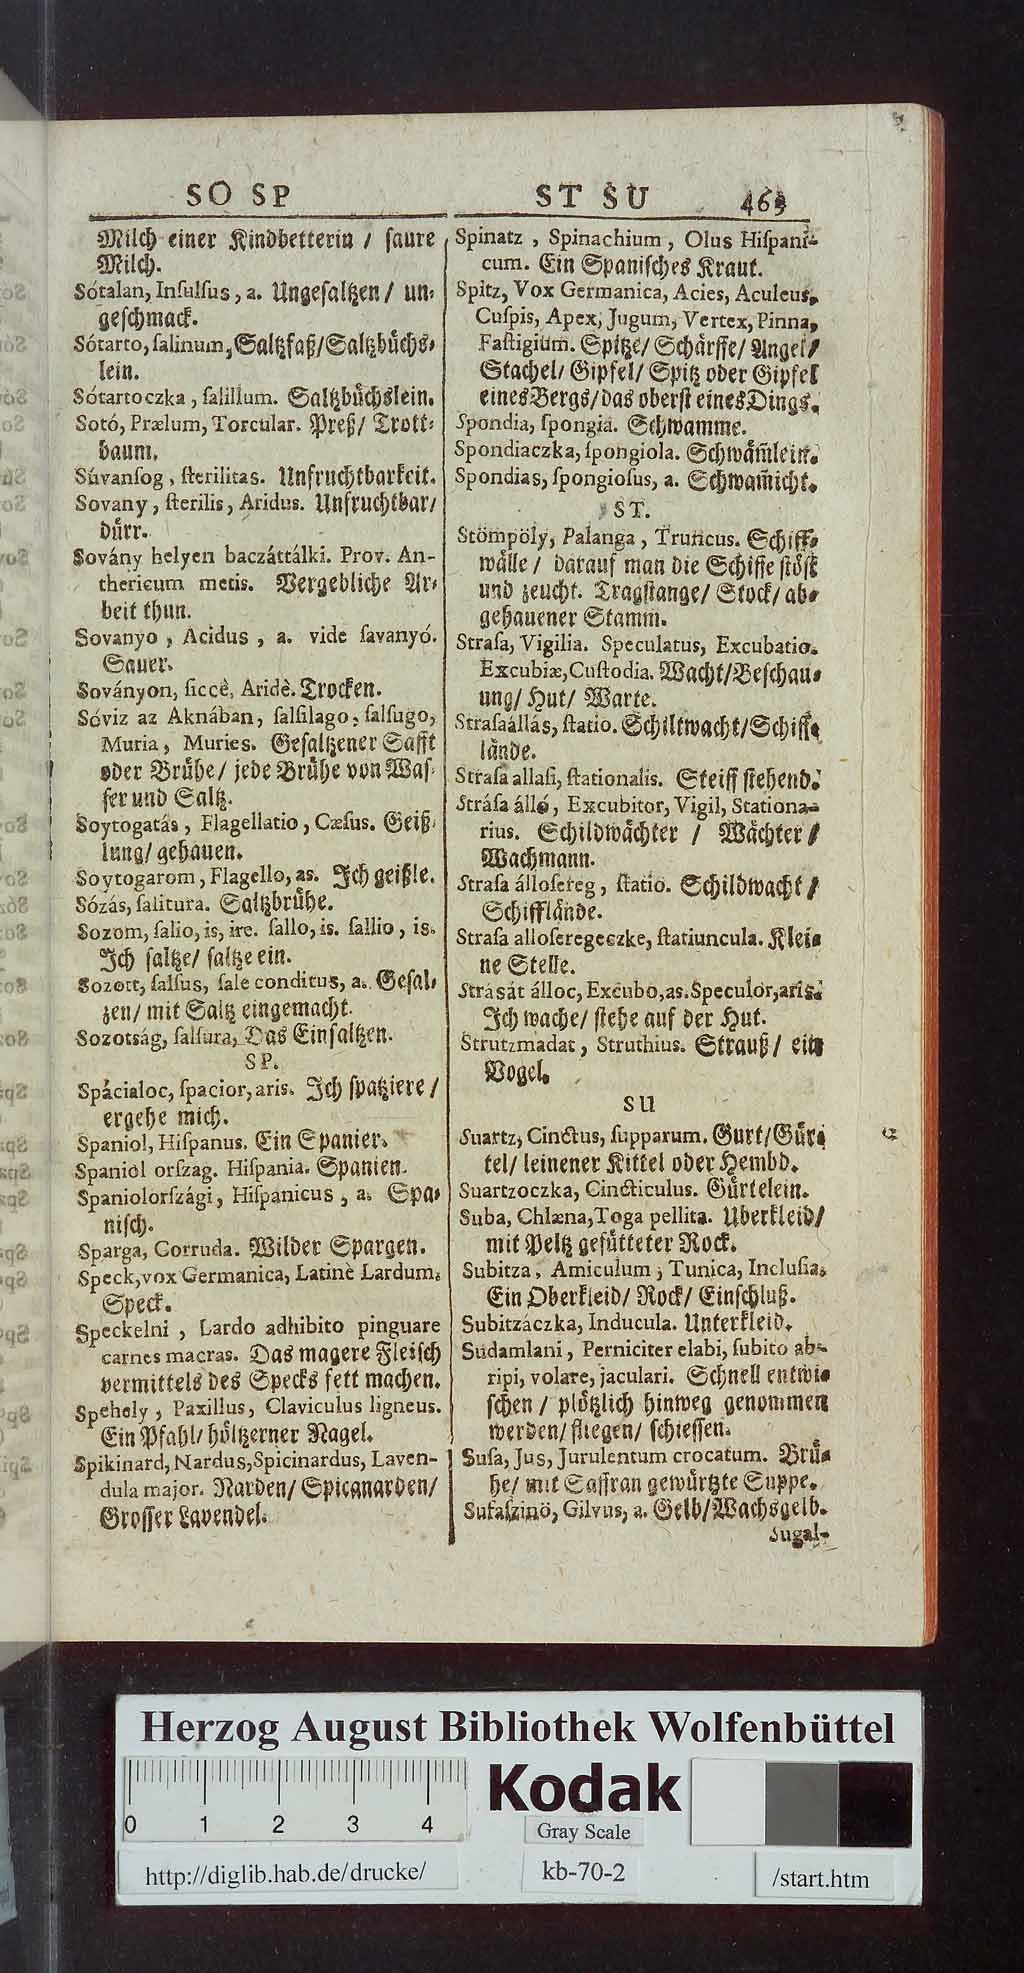 SO SP
Milch einer Kindbetterin / saure
Milch.
Sótalan, Insulsus, a. Ungesaltzen / un-
geschmack.
Sótarto, salinum, Saltzfaß/Saltzbüchs-
lein.
Sótartoczka, salillum. Saltzbüchslein.
Sotó, Prælum, Torcular. Preß/ Trott-
baum.
Súvansog, sterilitas. Unfruchtbarkeit.
Sovany, sterilis, Aridus. Unfruchtbar/
dürr.
Sovány helyen baczáttálki. Prov. An-
thericum metis. Vergebliche Ar-
beit thun.
Sovanyo, Acidus, a. vide savanyó.
Sauer.
Soványon, siccè, Aridè. Trocken.
Sóviz az Aknában, salsilago, salsugo,
Muria, Muries. Gesaltzener Safft
oder Brühe/ jede Brühe von Was-
ser und Saltz.
Soytogatás, Flagellatio, Cæsus. Geiß-
lung/ gehauen.
Soytogarom, Flagello, as. Ich geißle.
Sózás, salitura. Saltzbrühe.
Sozom, salio, is, ire. sallo, is. sallio, is.
Ich saltze/ saltze ein.
Sozott, salsus, sale conditus, a. Gesal-
zen/ mit Saltz eingemacht.
Sozotság, salsura, Das Einsaltzen.
SP.
Spácialoc, spacior, aris. Ich spatziere /
ergehe mich.
Spaniol, Hispanus. Ein Spanier.
Spaniol orszag. Hispania. Spanien.
Spaniolországi, Hispanicus, a. Spa-
nisch.
Sparga, Corruda. Wilder Spargen.
Speck, vox Germanica, Latinè Lardum.
Speck.
Speckelni, Lardo adhibito pinguare
carnes macras. Das magere Fleisch
vermittels des Specks fett machen.
Spehely, Paxillus, Claviculus ligneus.
Ein Pfahl/ höltzerner Nagel.
Spikinard, Nardus, Spicinardus, Laven-
dula major. Narden/ Spicanarden/
Grosser Lavendel.
ST SU 463
Spinatz, Spinachium, Olus Hispani-
cum. Ein Spanisches Kraut.
Spitz, Vox Germanica, Acies, Aculeus,
Cuspis, Apex, Jugum, Vertex, Pinna,
Fastigium. Spitze/ Schärffe/ Angel/
Stachel/ Gipfel/ Spitz oder Gipfel
eines Bergs/ das oberst eines Dings.
Spondia, spongia. Schwamme.
Spondiaczka, spongiola. Schwäm̃lein.
Spondias, spongiosus, a. Schwam̃icht.
ST.
Stömpöly, Palanga, Truncus. Schiff-
wälle / darauf man die Schiffe stöst
und zeucht. Tragstange/ Stock/ ab-
gehauener Stamm.
Strasa, Vigilia. Speculatus, Excubatio.
Excubiæ, Custodia. Wacht/Beschau-
ung/ Hut/ Warte.
Strasaállás, statio. Schiltwacht/Schiff-
lände.
Strasa allasi, stationalis. Steiff stehend.
Strása álló, Excubitor, Vigil, Stationa-
rius. Schildwächter / Wächter /
Wachmann.
Strasa állosereg, statio. Schildwacht /
Schifflände.
Strasa alloseregeczke, statiuncula. Klei-
ne Stelle.
Strását álloc, Excubo, as. Speculor, aris.
Ich wache/ stehe auf der Hut.
Strutzmadat, Struthius. Strauß/ ein
Vogel.
SU
Suartz, Cinctus, supparum. Gurt/Gür-
tel/ leinener Kittel oder Hembd.
Suartzoczka, Cincticulus. Gürtelein.
Suba, Chlæna, Toga pellita. Uberkleid/
mit Peltz gefütteter Rock.
Subitza, Amiculum, Tunica, Inclusia.
Ein Oberkleid/ Rock/ Einschluß.
Subitzáczka, Inducula. Unterkleid.
Sudamlani, Perniciter elabi, subito ab-
ripi, volare, jaculari. Schnell entwi-
schen / plötzlich hinweg genommen
werden/ fliegen/ schiessen.
Susa, Jus, Jurulentum crocatum. Brü-
he/ mit Saffran gewürtzte Suppe.
Sufaszinö, Gilvus, a. Gelb/Wachsgelb.
Sugal-
Herzog August Bibliothek Wolfenbüttel
0 1 2 3 4
Kodak
Gray Scale
http://diglib.hab.de/drucke/
kb-70-2
/start.htm